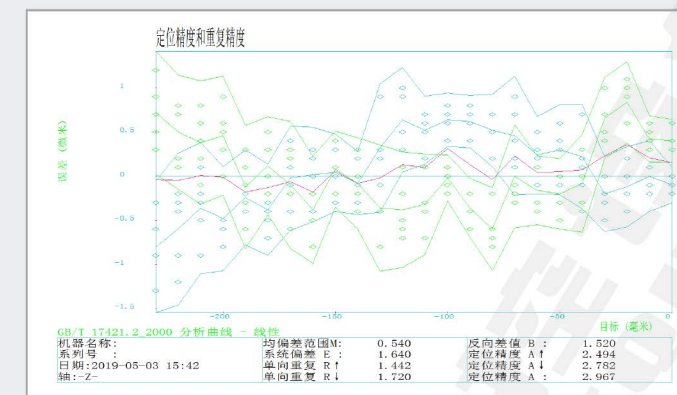 定位精度和重复精度
误差 (微米)
1
0.5
0
-0.5
-1
-1.5
-200
-150
-100
-50
0
目标 (毫米)
GB/T 17421.2_2000 分析曲线 - 线性
机器名称: 均偏差范围M: 0.540 反向差值 B : 1.520
系列号 : 系统偏差 E : 1.640 定位精度 A↑ 2.494
日期:2019-05-03 15:42 单向重复 R↑ 1.442 定位精度 A↓ 2.782
轴:-Z- 单向重复 R↓ 1.720 定位精度 A : 2.967